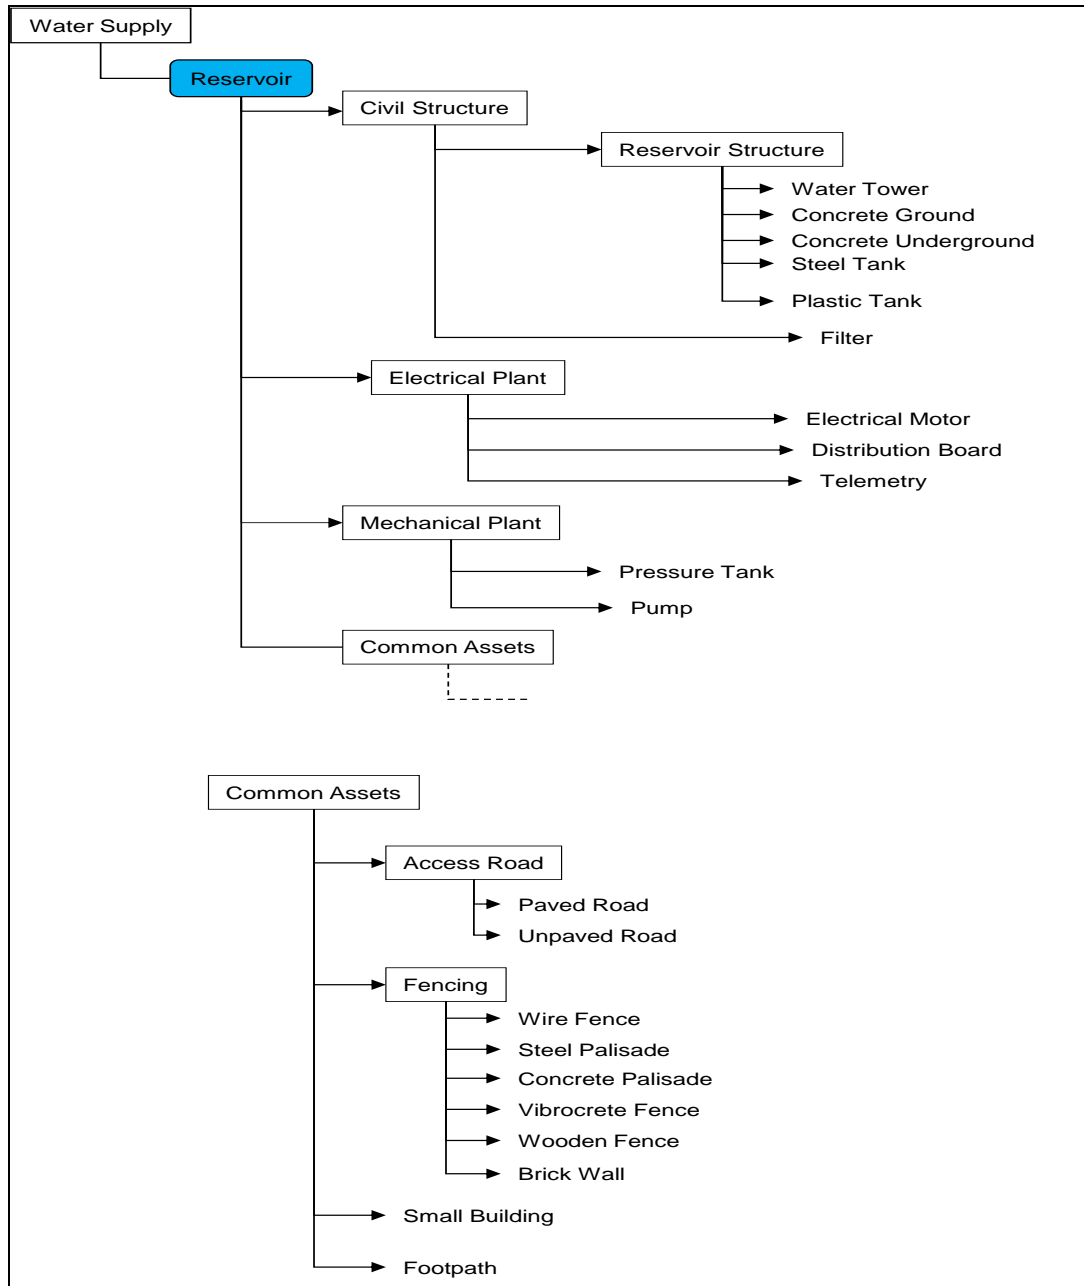 Water Supply
Reservoir
Civil Structure
Reservoir Structure
Water Tower
Concrete Ground
Concrete Underground
Steel Tank
Plastic Tank
Filter
Electrical Plant
Electrical Motor
Distribution Board
Telemetry
Mechanical Plant
Pressure Tank
Pump
Common Assets
Common Assets
Access Road
Paved Road
Unpaved Road
Fencing
Wire Fence
Steel Palisade
Concrete Palisade
Vibrocrete Fence
Wooden Fence
Brick Wall
Small Building
Footpath